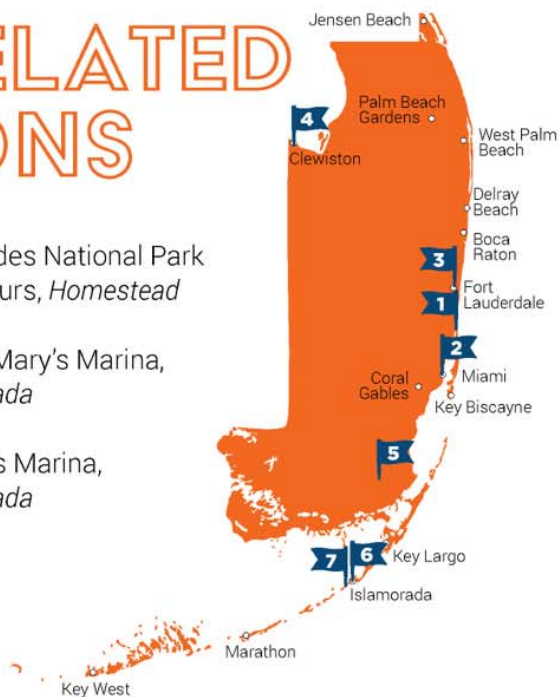 ELATED
ONS
des National Park
urs, Homestead
Mary's Marina,
ada
s Marina,
ada
Jensen Beach
Palm Beach
Gardens
4
Clewiston
West Palm
Beach
Delray
Beach
Boca
Raton
3
Fort
Lauderdale
1
2
Miami
Coral
Gables
Key Biscayne
5
7
6
Key Largo
Islamorada
Marathon
Key West